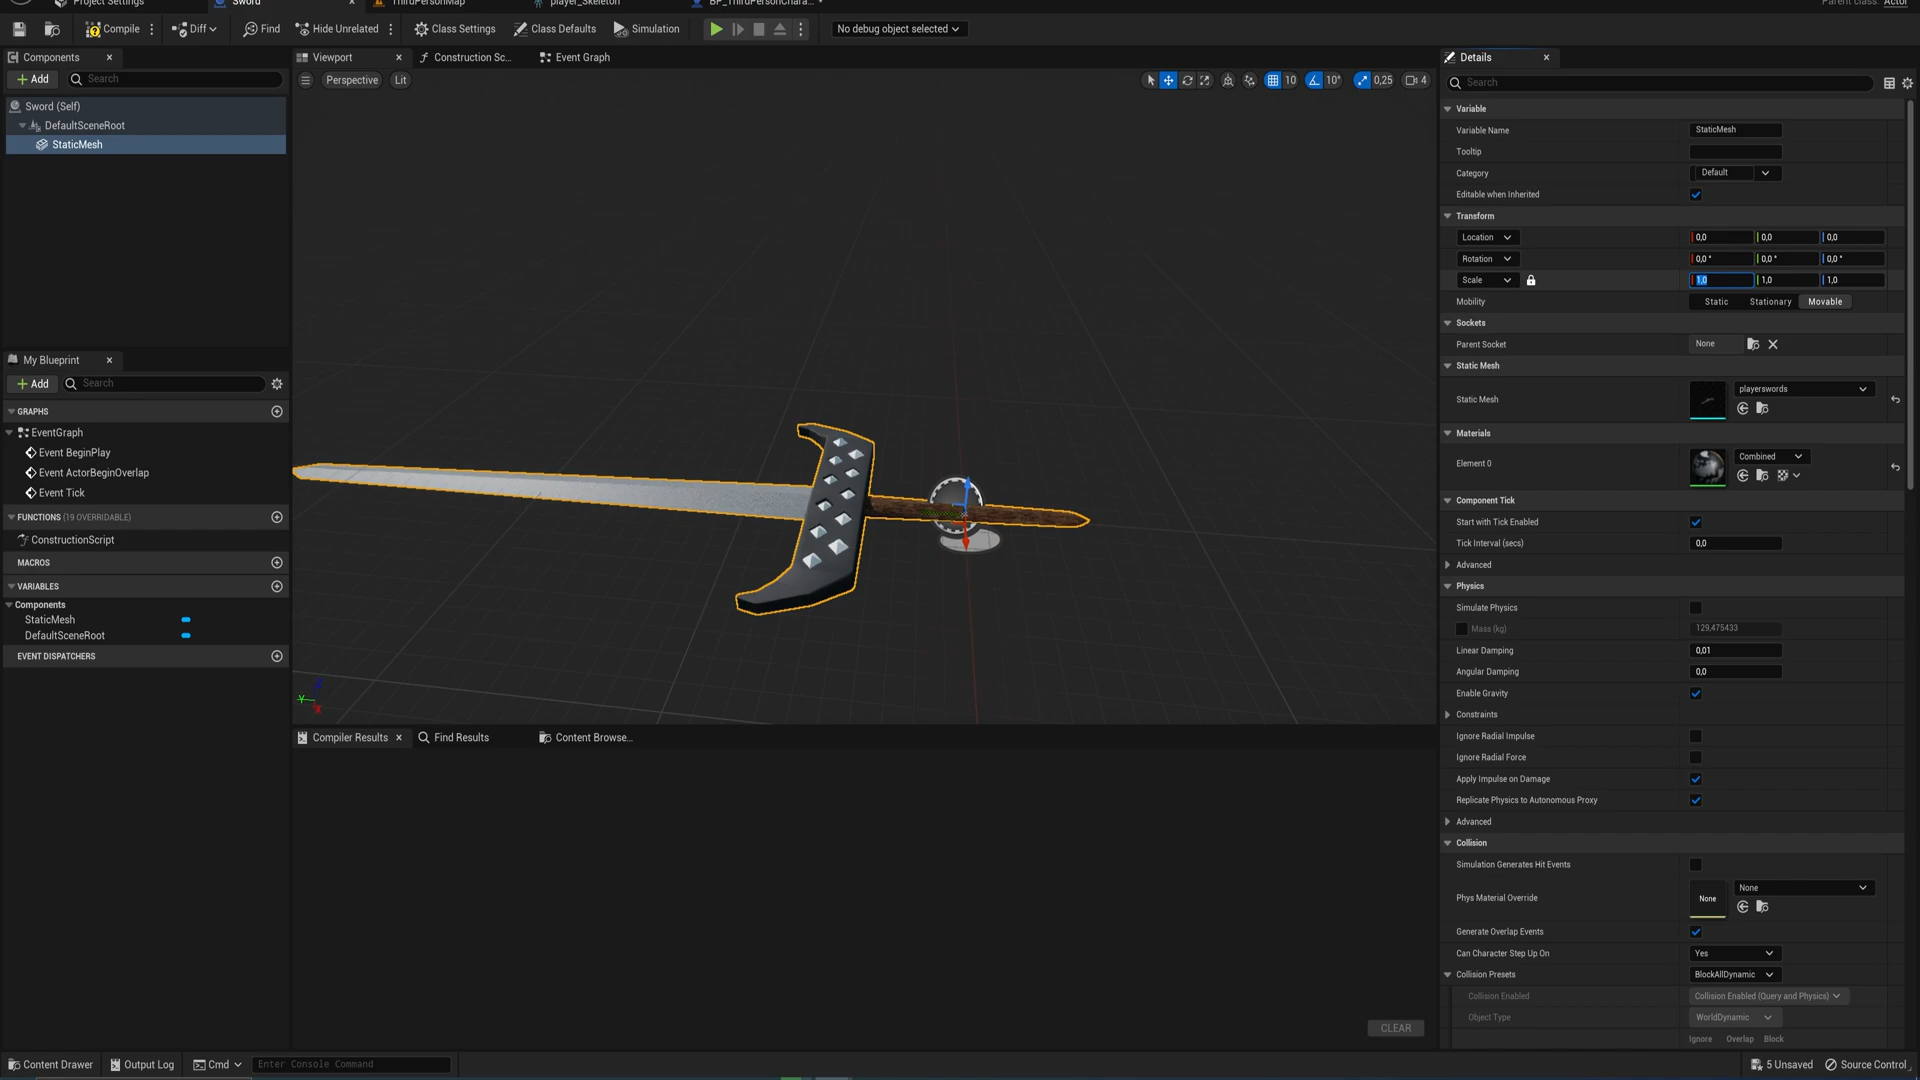 Project Settings
Sword
ThirdPersonMap
player_Skeleton
BP_ThirdPersonChara...
Parent class: Actor
Compile
Diff
Find
Hide Unrelated
Class Settings
Class Defaults
Simulation
No debug object selected
Components
Add
Search
Sword (Self)
DefaultSceneRoot
StaticMesh
My Blueprint
Add
Search
GRAPHS
EventGraph
Event BeginPlay
Event ActorBeginOverlap
Event Tick
FUNCTIONS (19 OVERRIDABLE)
ConstructionScript
MACROS
VARIABLES
Components
StaticMesh
DefaultSceneRoot
EVENT DISPATCHERS
Viewport
Construction Sc...
Event Graph
Perspective
Lit
10
10°
0,25
4
Z
Y
X
Compiler Results
Find Results
Content Browse...
CLEAR
Details
Search
Variable
Variable Name StaticMesh
Tooltip
Category Default
Editable when Inherited
Transform
Location 0,0 0,0 0,0
Rotation 0,0 ° 0,0 ° 0,0 °
Scale 1,0 1,0 1,0
Mobility Static Stationary Movable
Sockets
Parent Socket None
Static Mesh
Static Mesh playerswords
Materials
Element 0 Combined
Component Tick
Start with Tick Enabled
Tick Interval (secs) 0,0
Advanced
Physics
Simulate Physics
Mass (kg) 129,475433
Linear Damping 0,01
Angular Damping 0,0
Enable Gravity
Constraints
Ignore Radial Impulse
Ignore Radial Force
Apply Impulse on Damage
Replicate Physics to Autonomous Proxy
Advanced
Collision
Simulation Generates Hit Events
Phys Material Override None None
Generate Overlap Events
Can Character Step Up On Yes
Collision Presets BlockAllDynamic
Collision Enabled Collision Enabled (Query and Physics)
Object Type WorldDynamic
Ignore Overlap Block
Content Drawer
Output Log
Cmd
Enter Console Command
5 Unsaved
Source Control